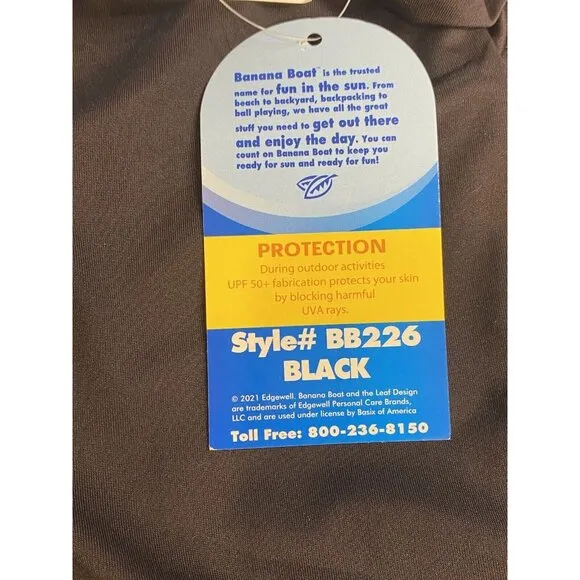 Banana Boat™ is the trusted
name for fun in the sun. From
beach to backyard, backpacking to
ball playing, we have all the great
stuff you need to get out there
and enjoy the day. You can
count on Banana Boat to keep you
ready for sun and ready for fun!
PROTECTION
During outdoor activities
UPF 50+ fabrication protects your skin
by blocking harmful
UVA rays.
Style# BB226
BLACK
© 2021 Edgewell. Banana Boat and the Leaf Design
are trademarks of Edgewell Personal Care Brands,
LLC and are used under license by Basix of America
Toll Free: 800-236-8150